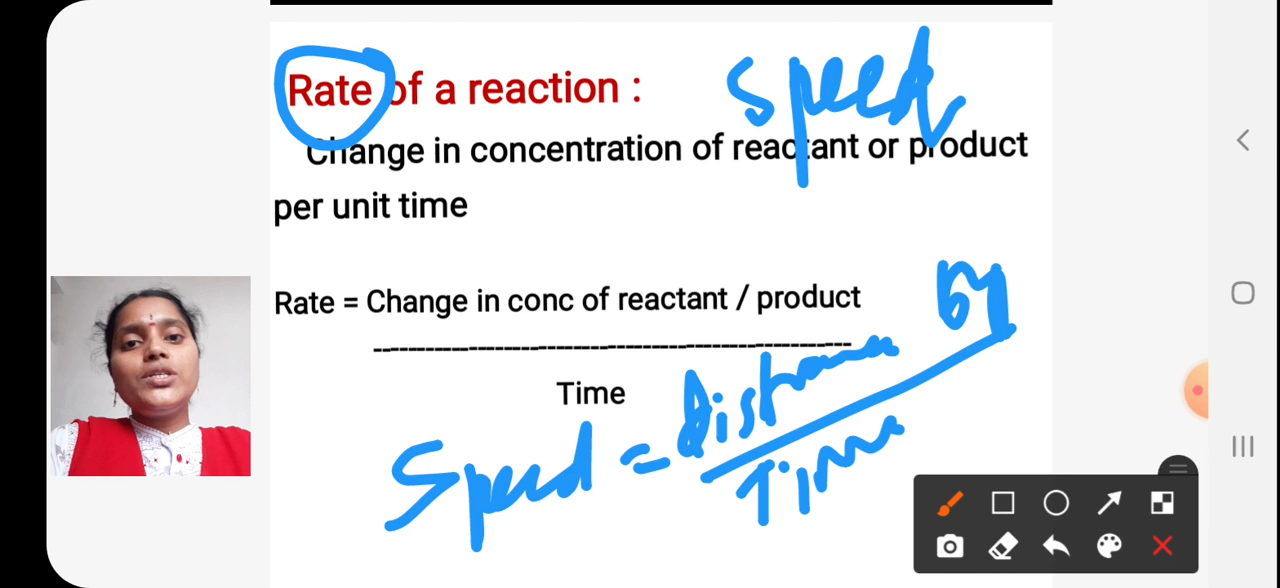 Rate of a reaction :
speed
Change in concentration of reactant or product
per unit time
Rate = Change in conc of reactant / product
--------------------------------------------------
Time
Speed = Distance
Time